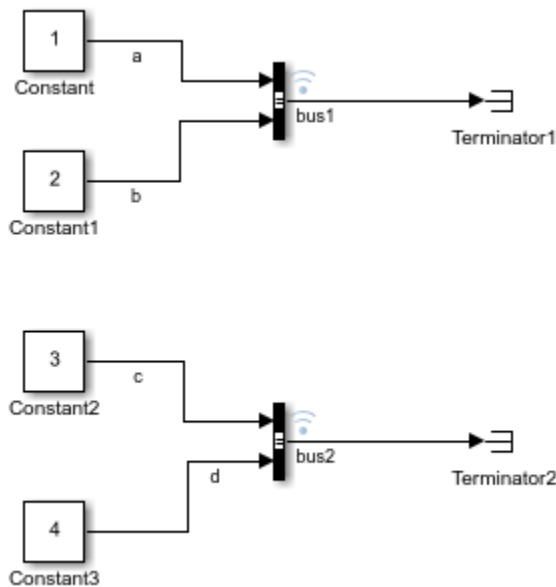 1
a
Constant
bus1
Terminator1
2
b
Constant1
3
c
Constant2
bus2
d
Terminator2
4
Constant3